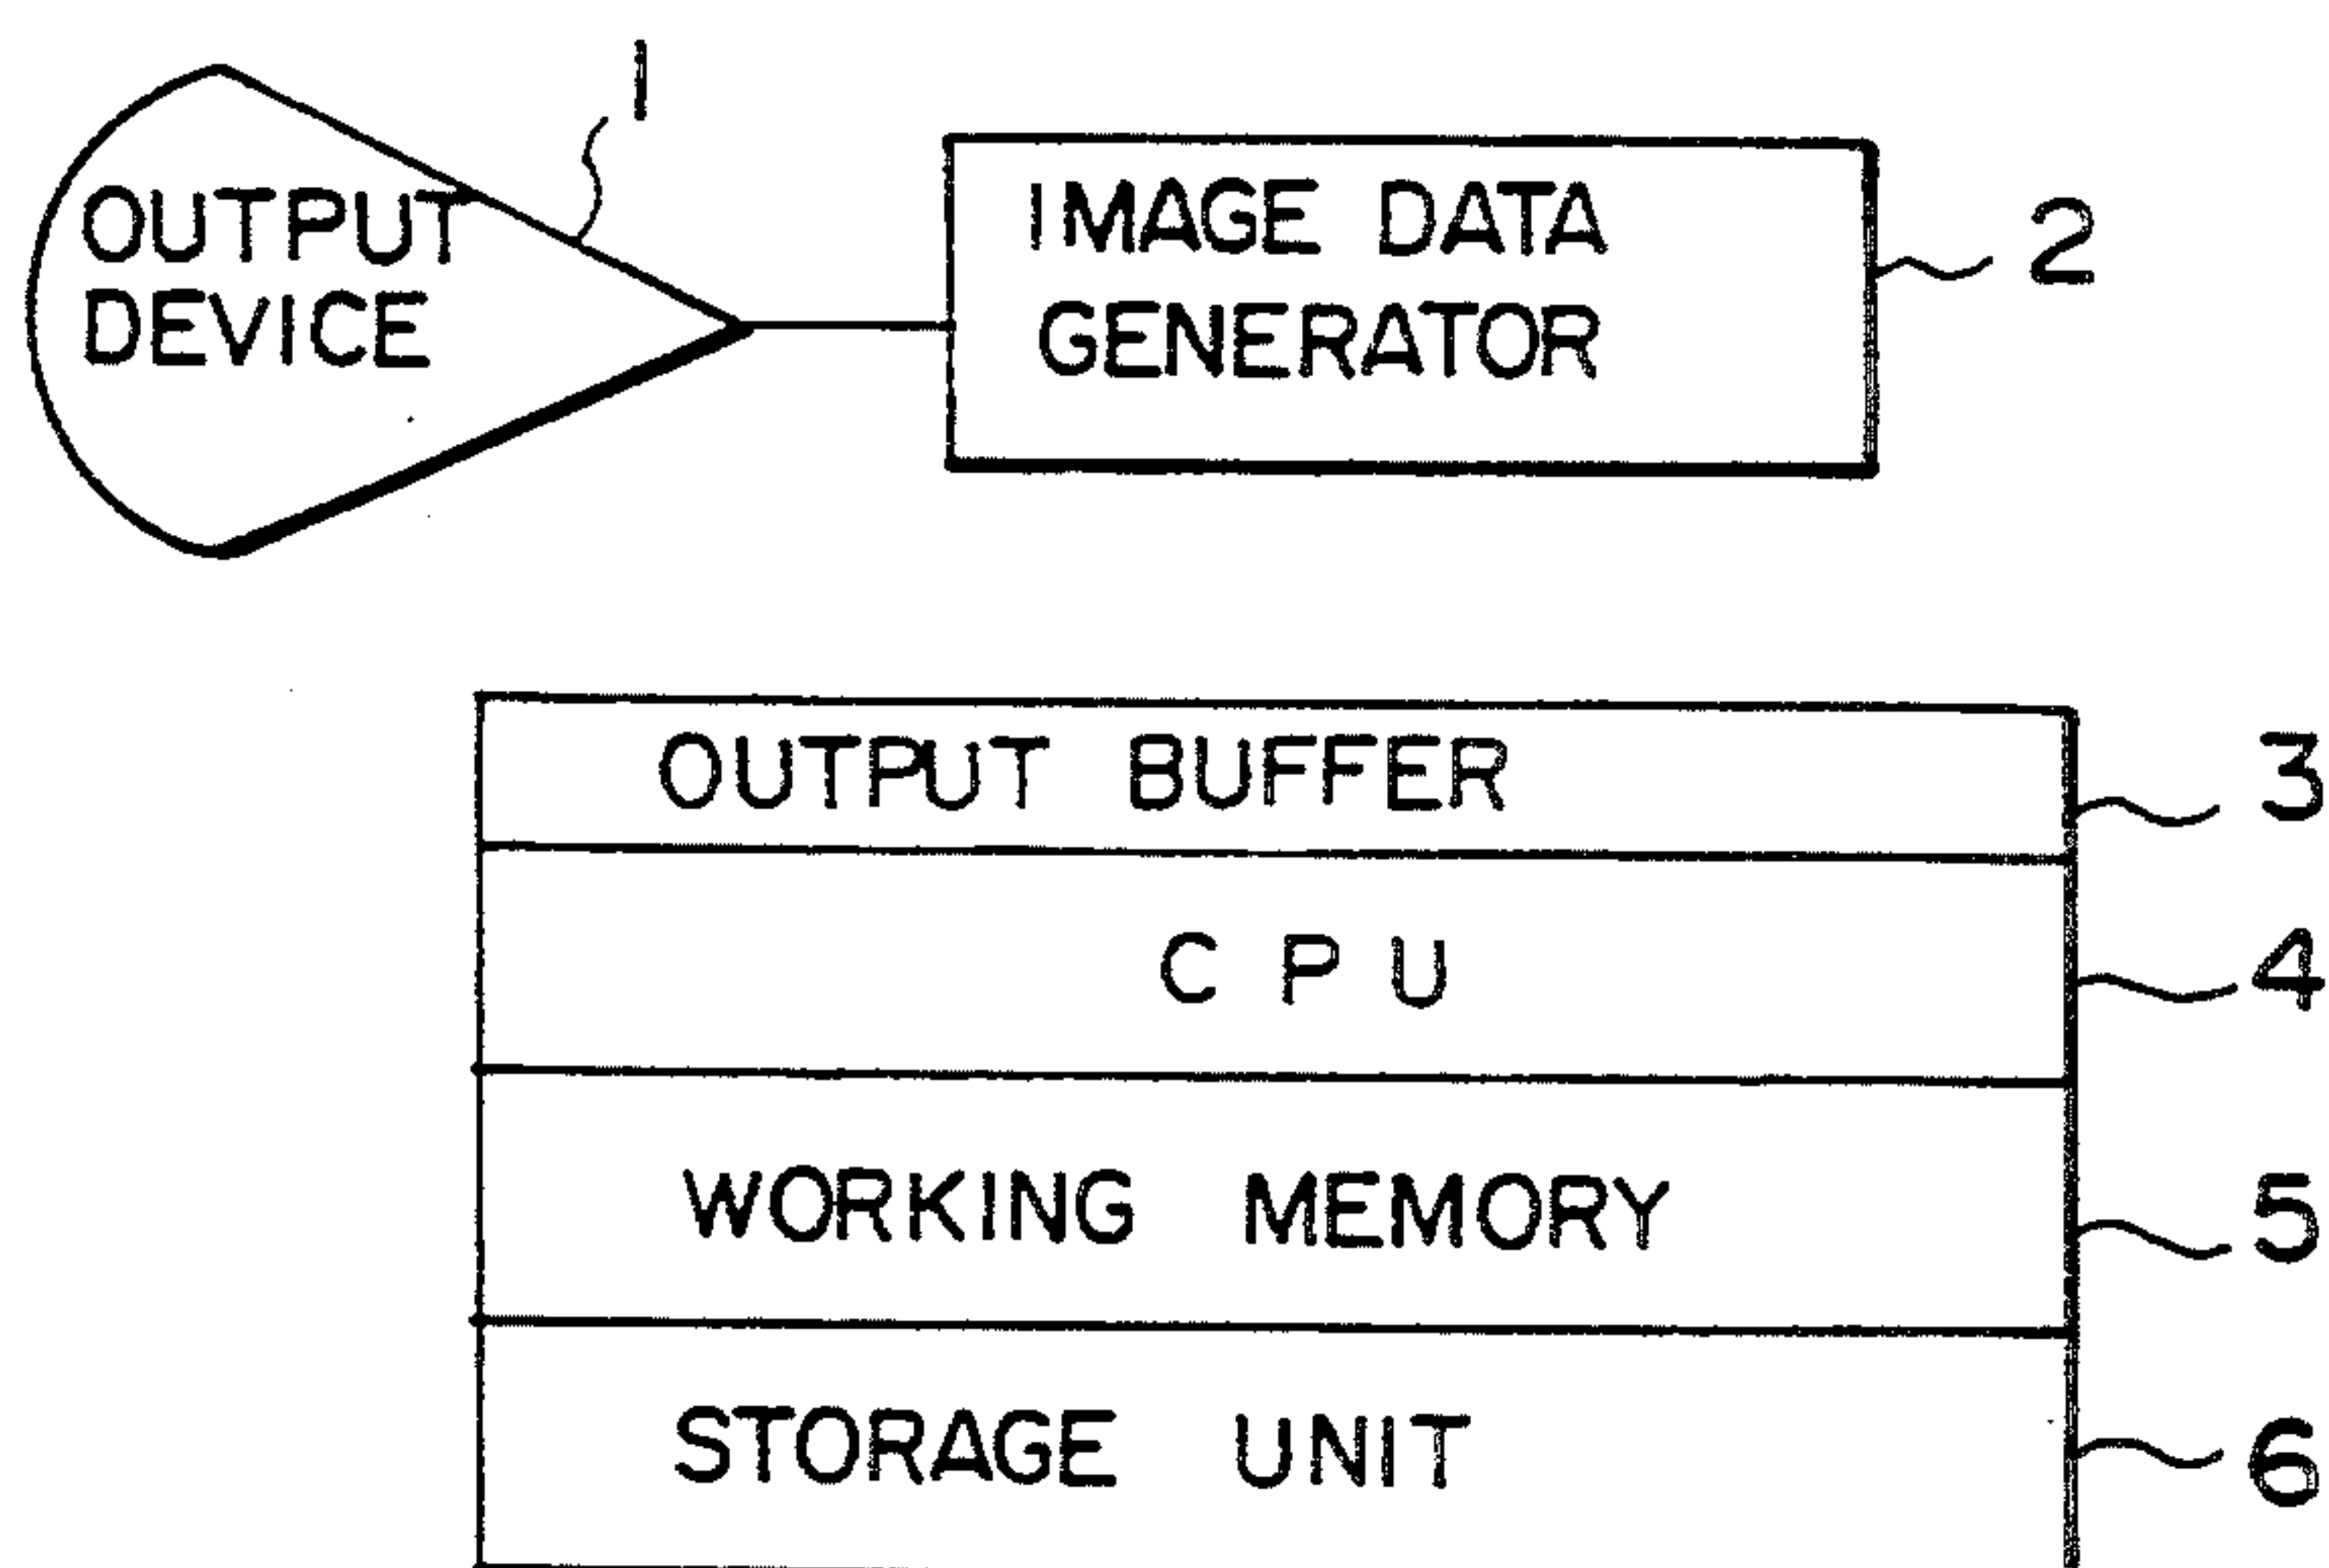 1
OUTPUT
DEVICE
IMAGE DATA
GENERATOR
2
OUTPUT BUFFER
3
CPU
4
WORKING MEMORY
5
STORAGE UNIT
6